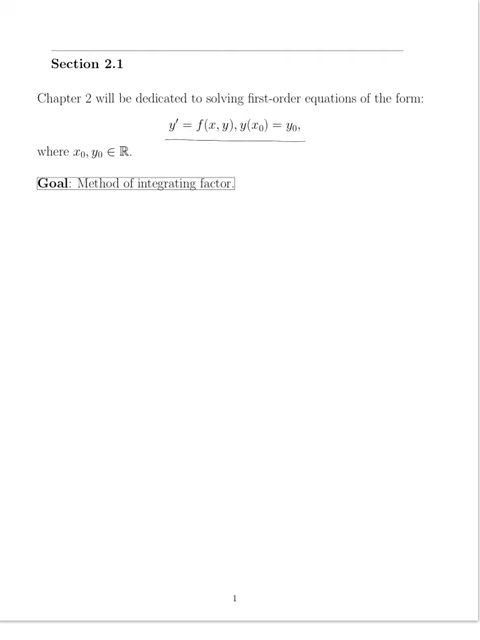 Section 2.1
Chapter 2 will be dedicated to solving first-order equations of the form:
y′ = f(x, y), y(x₀) = y₀,
where x₀, y₀ ∈ ℝ.
Goal: Method of integrating factor.
1